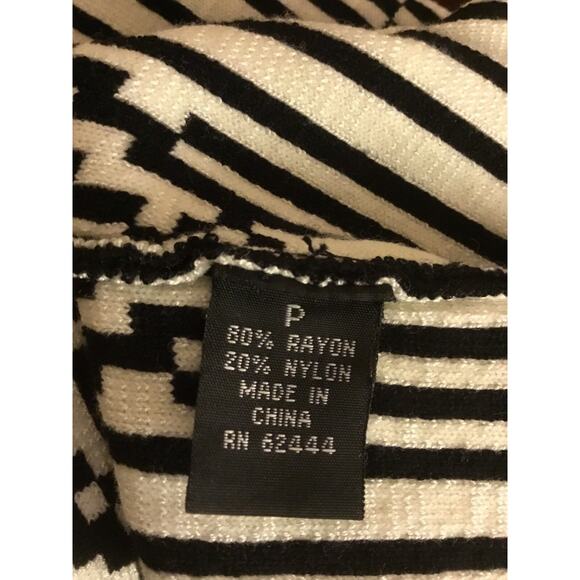 P
80% RAYON
20% NYLON
MADE IN
CHINA
RN 62444